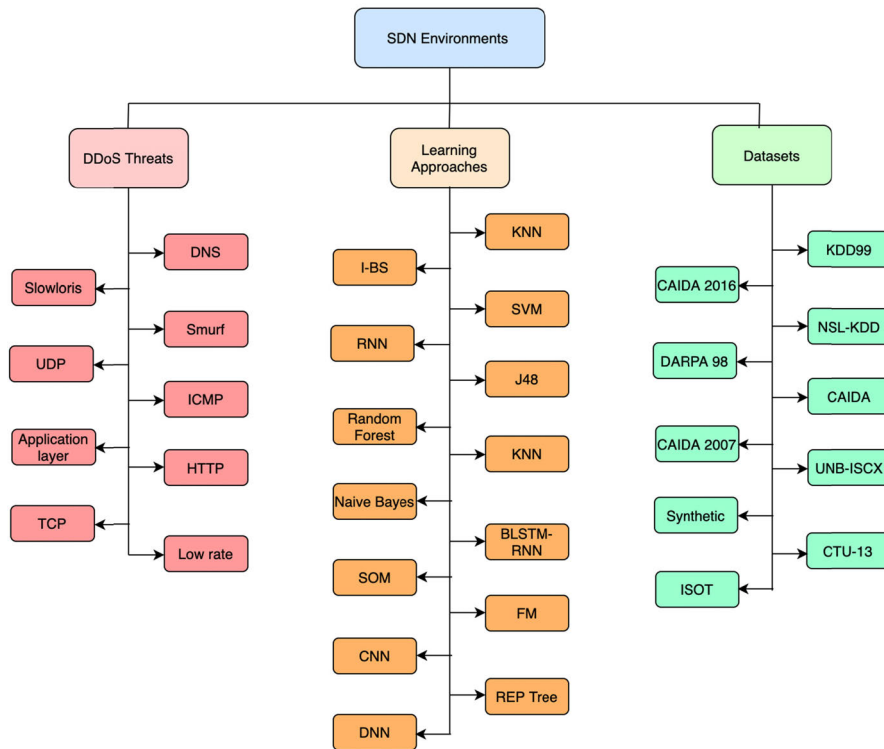 SDN Environments
DDoS Threats
Learning
Approaches
Datasets
DNS
Slowloris
Smurf
UDP
ICMP
Application
layer
HTTP
TCP
Low rate
KNN
I-BS
SVM
RNN
J48
Random
Forest
KNN
Naive Bayes
BLSTM-
RNN
SOM
FM
CNN
REP Tree
DNN
KDD99
CAIDA 2016
NSL-KDD
DARPA 98
CAIDA
CAIDA 2007
UNB-ISCX
Synthetic
CTU-13
ISOT